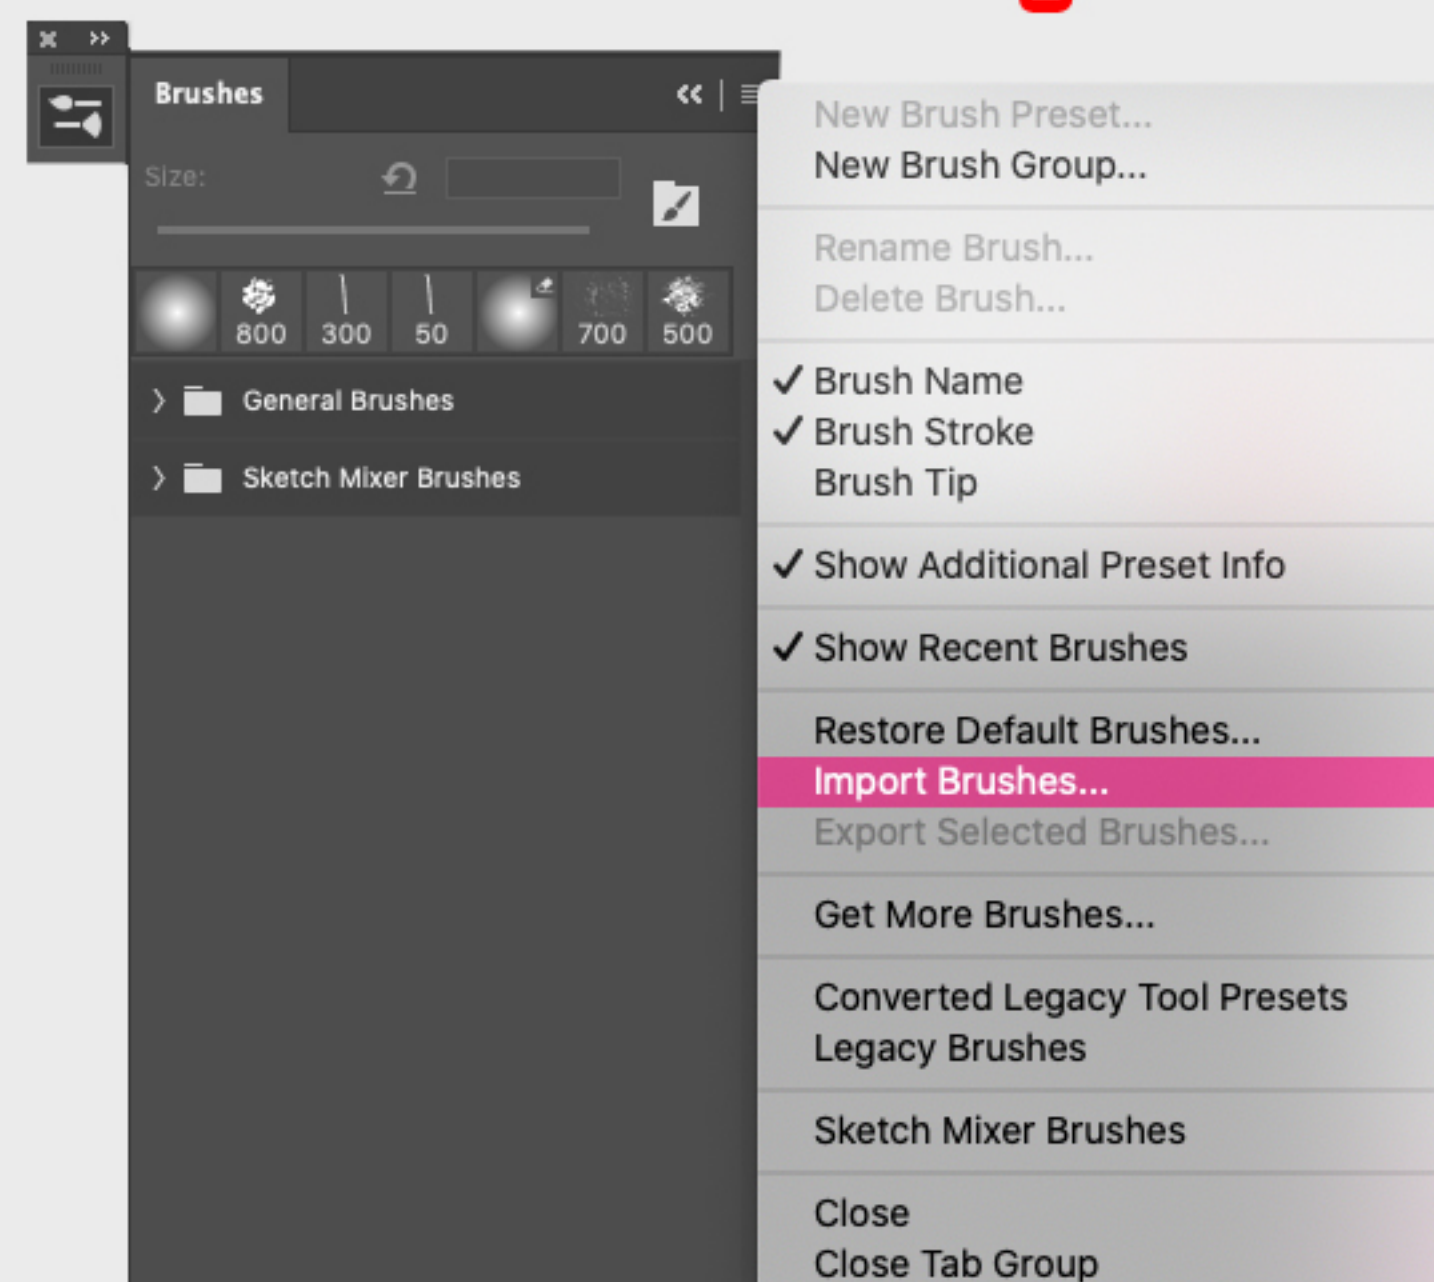 Brushes
Size:
800 300 50 700 500
General Brushes
Sketch Mixer Brushes
New Brush Preset...
New Brush Group...
Rename Brush...
Delete Brush...
Brush Name
Brush Stroke
Brush Tip
Show Additional Preset Info
Show Recent Brushes
Restore Default Brushes...
Import Brushes...
Export Selected Brushes...
Get More Brushes...
Converted Legacy Tool Presets
Legacy Brushes
Sketch Mixer Brushes
Close
Close Tab Group